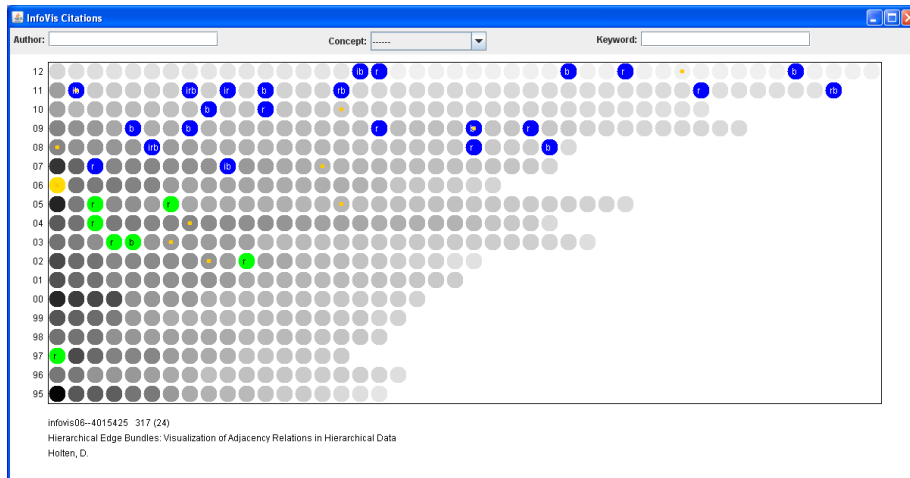 InfoVis Citations
Author: Concept: ------ Keyword:
12 ib r b r b
11 ib irb ir b rb r rb
10 b r
09 b b r b r
08 irb r b
07 r ib
06
05 r r
04 r
03 r b
02 r
01
00
99
98
97 r
96
95
infovis06--4015425 317 (24)
Hierarchical Edge Bundles: Visualization of Adjacency Relations in Hierarchical Data
Holten, D.